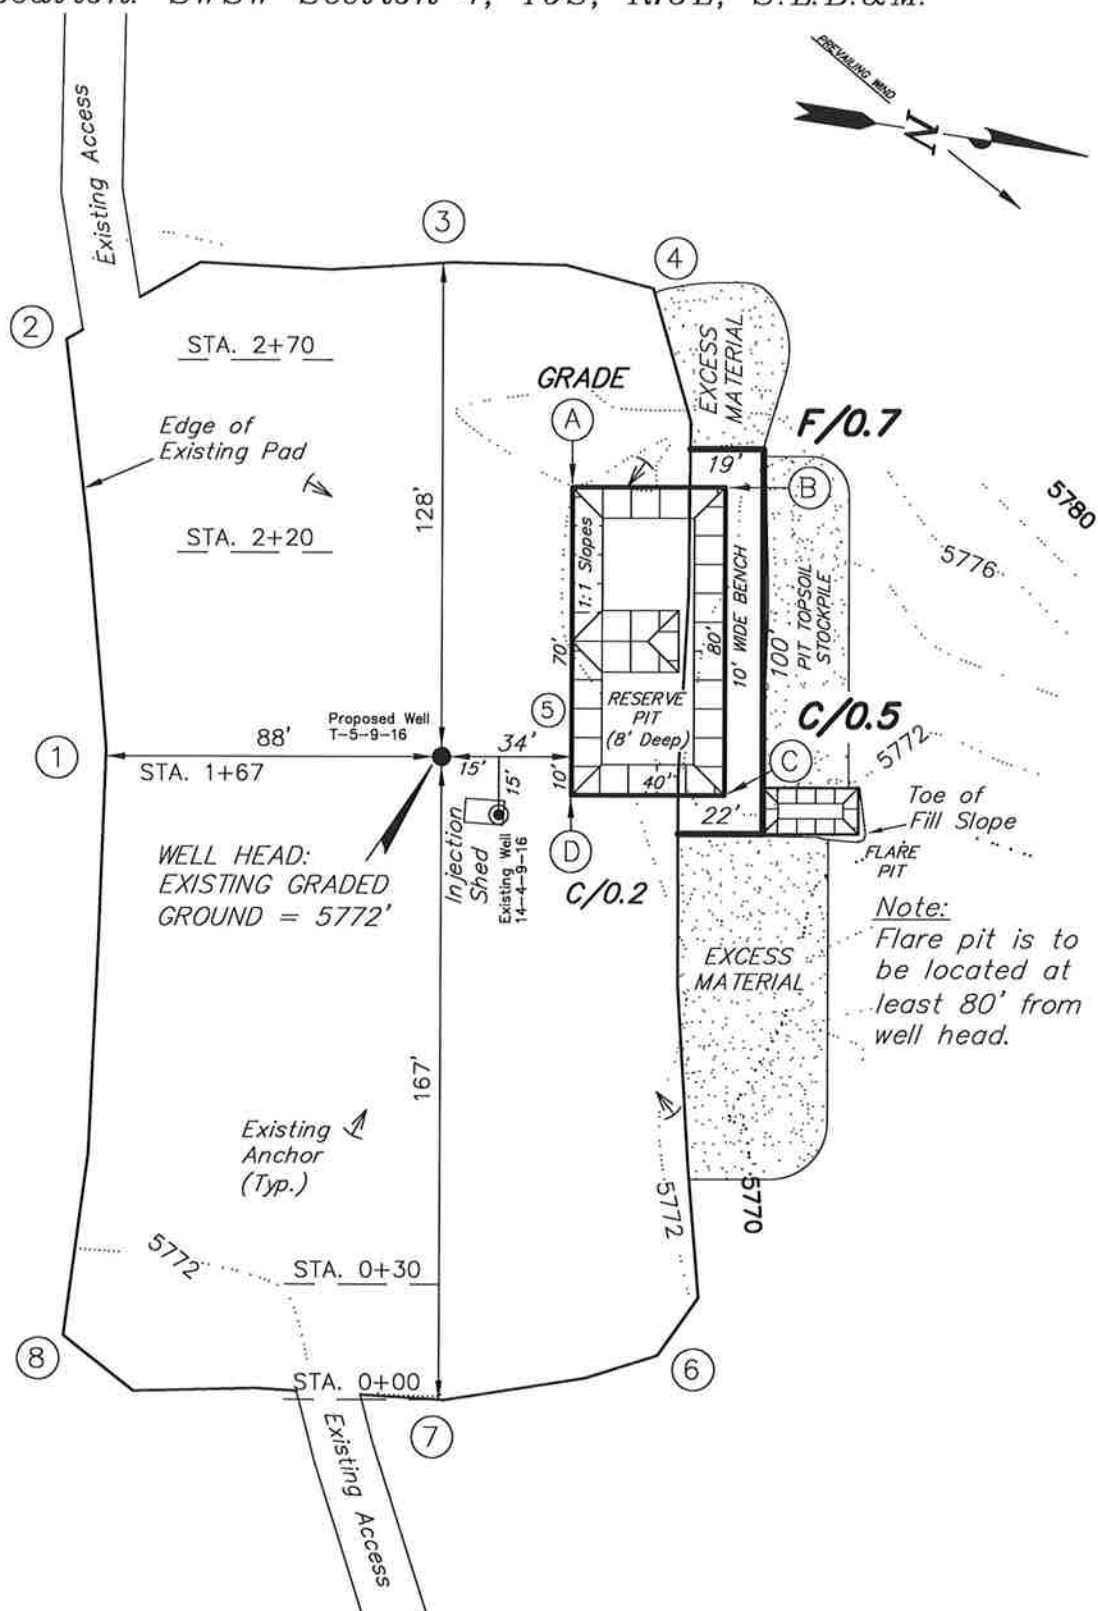 SWSW Section 4, T9S, R16E, S.L.B.&M.
PREVAILING WIND
N
Existing Access
3
4
2
STA. 2+70
EXCESS
MATERIAL
GRADE
A
F/0.7
Edge of
Existing Pad
19'
B
128'
5780
1:1 Slopes
STA. 2+20
5776
10' WIDE BENCH
PIT TOPSOIL
STOCKPILE
100'
80'
70'
RESERVE
PIT
(8' Deep)
5
C/0.5
Proposed Well
T-5-9-16
1
88'
34'
STA. 1+67
15'
15'
10'
40'
C
5772
22'
Toe of
Fill Slope
FLARE
PIT
Injection
Shed
Existing Well
14-4-9-16
D
C/0.2
WELL HEAD:
EXISTING GRADED
GROUND = 5772'
Note:
Flare pit is to
be located at
least 80' from
well head.
EXCESS
MATERIAL
167'
Existing
Anchor
(Typ.)
5772
5770
5772
STA. 0+30
8
6
STA. 0+00
7
Existing Access